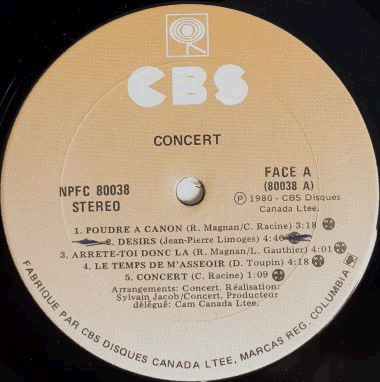 CBS
CONCERT
NPFC 80038
STEREO
FACE A
(80038 A)
Ⓟ 1980 - CBS Disques
Canada Ltee.
1. POUDRE A CANON (R. Magnan/C. Racine) 3:18
2. DESIRS (Jean-Pierre Limoges) 4:40
3. ARRETE-TOI DONC LA (R. Magnan/L. Gauthier) 4:01
4. LE TEMPS DE M'ASSEOIR (D. Toupin) 4:18
5. CONCERT (C. Racine) 1:09
Arrangements: Concert. Réalisation:
Sylvain Jacob/Concert. Producteur
délégué: Cam Canada Ltee.
FABRIQUE PAR CBS DISQUES CANADA LTEE, MARCAS REG. COLUMBIA